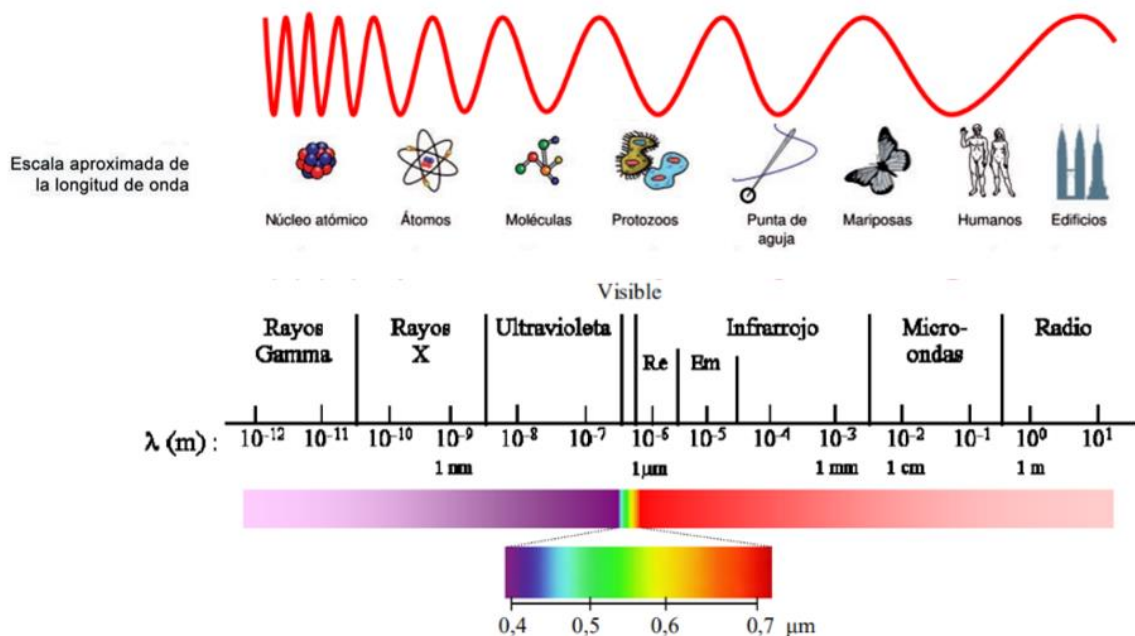 Escala aproximada de
la longitud de onda
Núcleo atómico Átomos Moléculas Protozoos Punta de aguja Mariposas Humanos Edificios
Visible
Rayos Gamma Rayos X Ultravioleta Infrarrojo Micro-ondas Radio
Re Em
λ (m) : 10⁻¹² 10⁻¹¹ 10⁻¹⁰ 10⁻⁹ 10⁻⁸ 10⁻⁷ 10⁻⁶ 10⁻⁵ 10⁻⁴ 10⁻³ 10⁻² 10⁻¹ 10⁰ 10¹
1 nm 1μm 1 mm 1 cm 1 m
0,4 0,5 0,6 0,7 μm